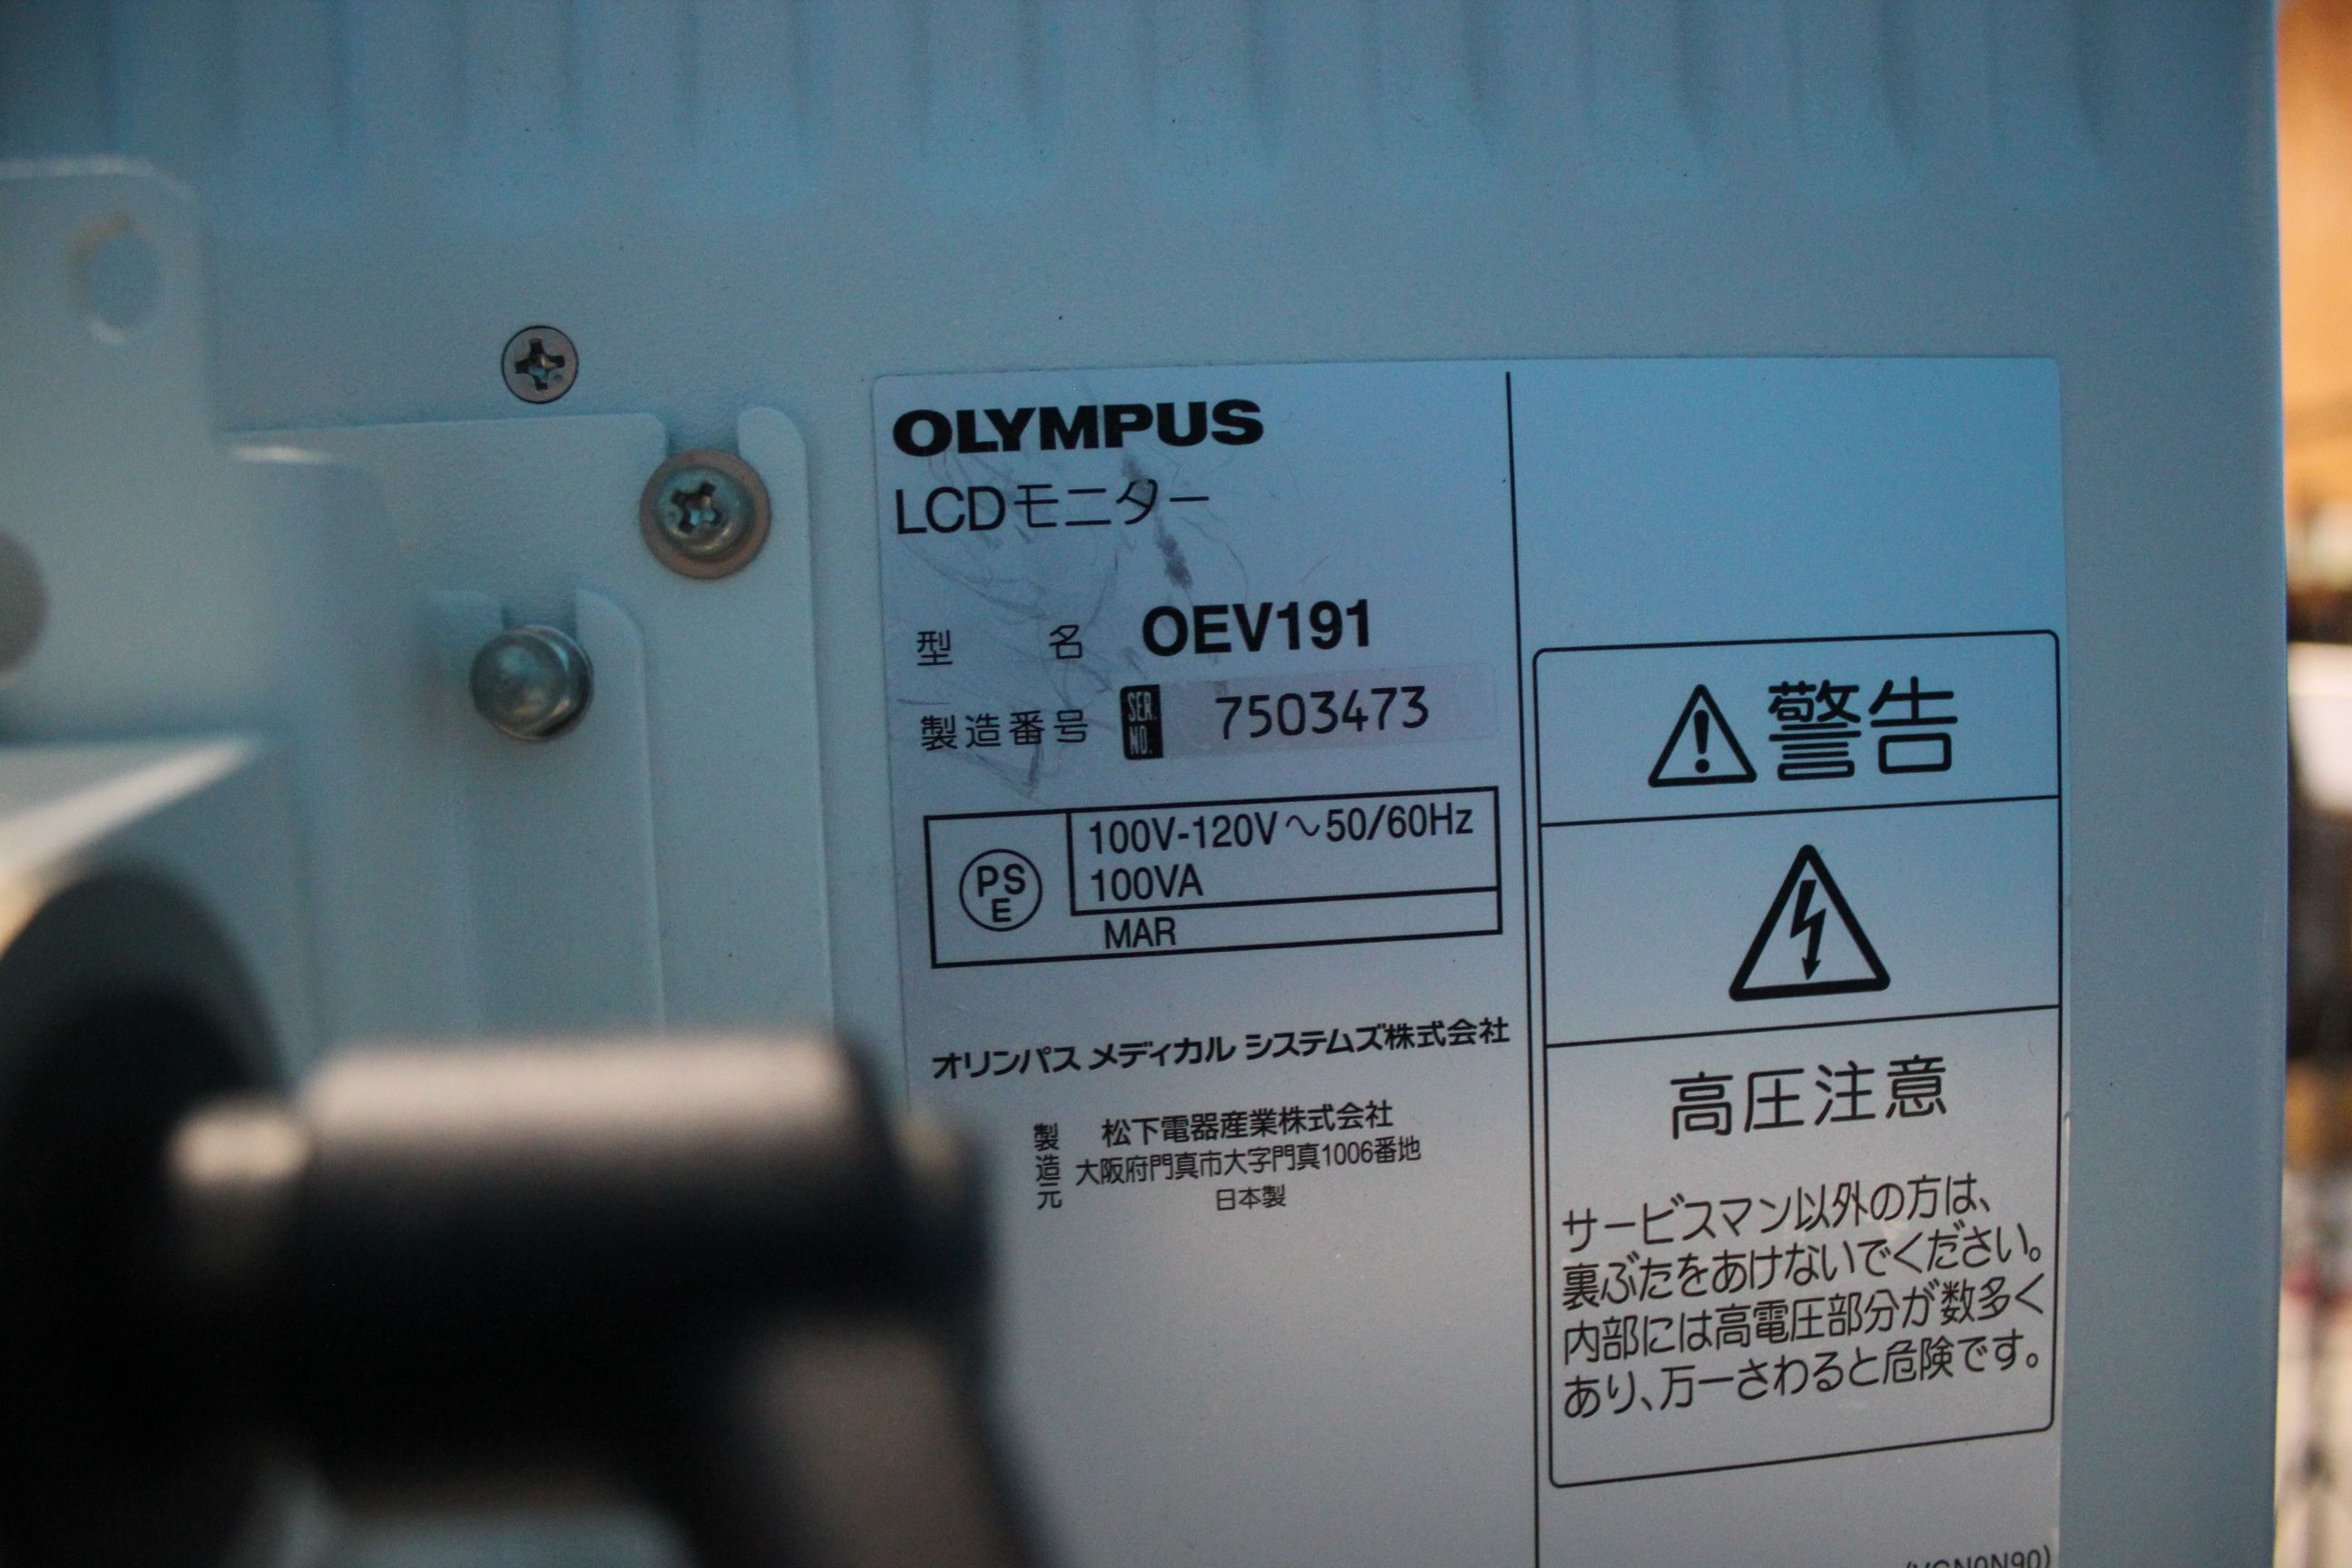 OLYMPUS
LCDモニター
型 名 OEV191
製造番号 SER. NO. 7503473
PSE
100V-120V～50/60Hz
100VA
MAR
オリンパス メディカル システムズ株式会社
製造元
松下電器産業株式会社
大阪府門真市大字門真1006番地
日本製
警告
高圧注意
サービスマン以外の方は、
裏ぶたをあけないでください。
内部には高電圧部分が数多く
あり、万一さわると危険です。